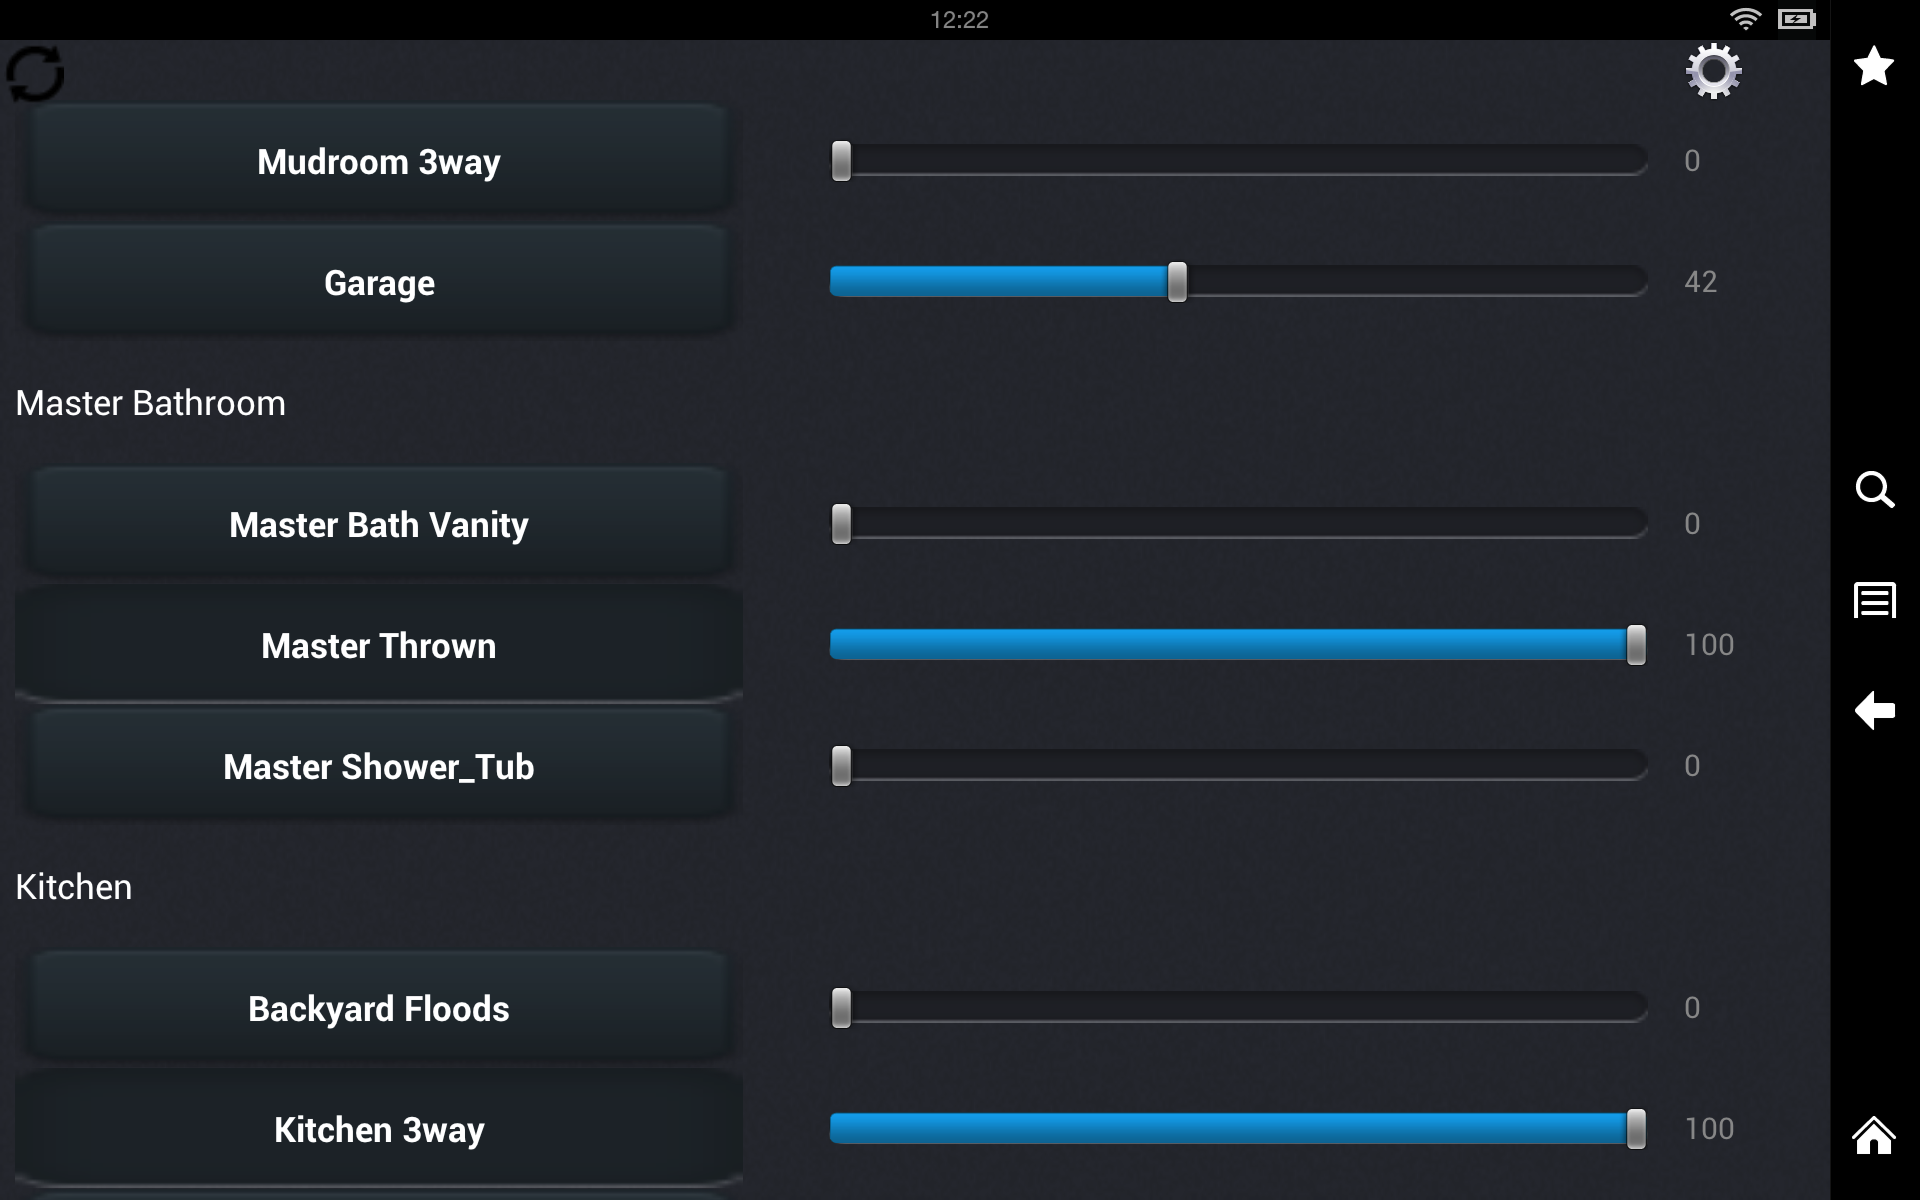 12:22
Mudroom 3way
0
Garage
42
Master Bathroom
Master Bath Vanity
0
Master Thrown
100
Master Shower_Tub
0
Kitchen
Backyard Floods
0
Kitchen 3way
100